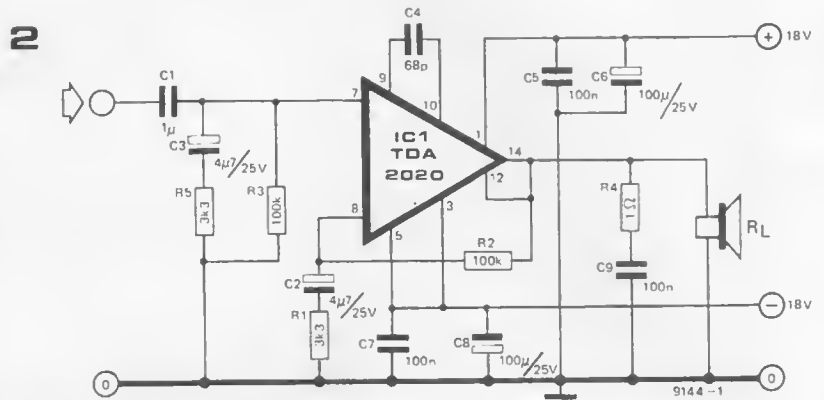 2
C1
1μ
C3
4μ7/25V
R5
3k3
R3
100k
C4
68p
9
10
7
8
IC1
TDA
2020
1
14
12
3
5
C2
4μ7/25V
R1
3k3
R2
100k
C5
100n
C6
100μ/25V
+
18V
R4
1Ω
C9
100n
RL
C7
100n
C8
100μ/25V
−
18V
0
0
9144-1